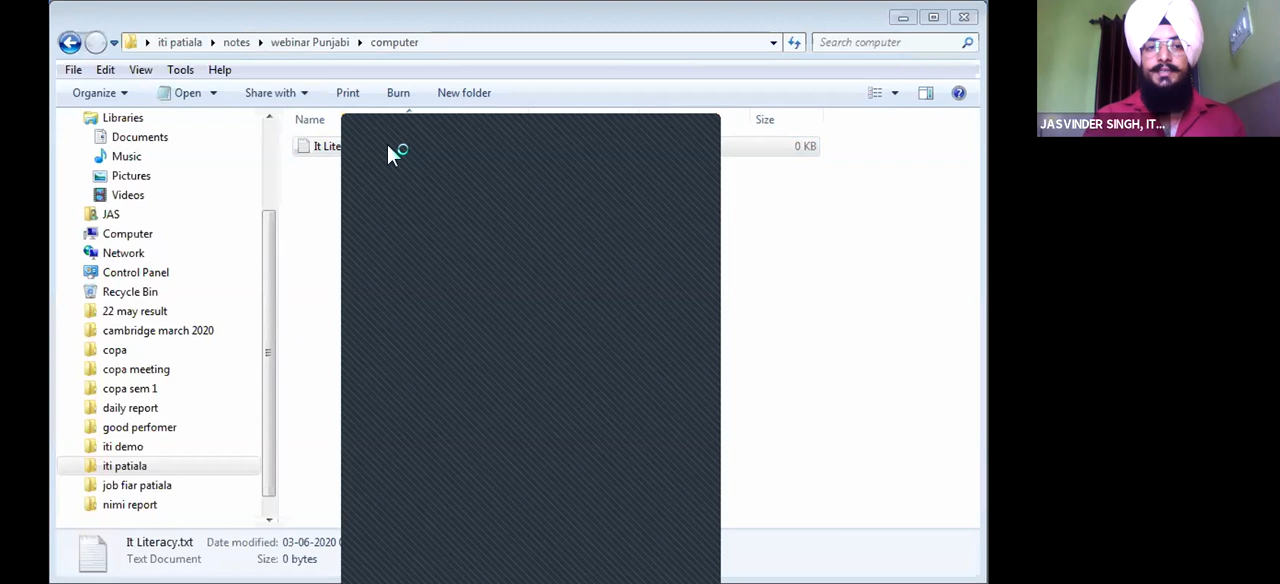 iti patiala notes webinar Punjabi computer
Search computer
File Edit View Tools Help
Organize Open Share with Print Burn New folder
Name Size
It Lite 0 KB
Libraries
Documents
Music
Pictures
Videos
JAS
Computer
Network
Control Panel
Recycle Bin
22 may result
cambridge march 2020
copa
copa meeting
copa sem 1
daily report
good perfomer
iti demo
iti patiala
job fiar patiala
nimi report
It Literacy.txt Date modified: 03-06-2020
Text Document Size: 0 bytes
JASVINDER SINGH, IT...